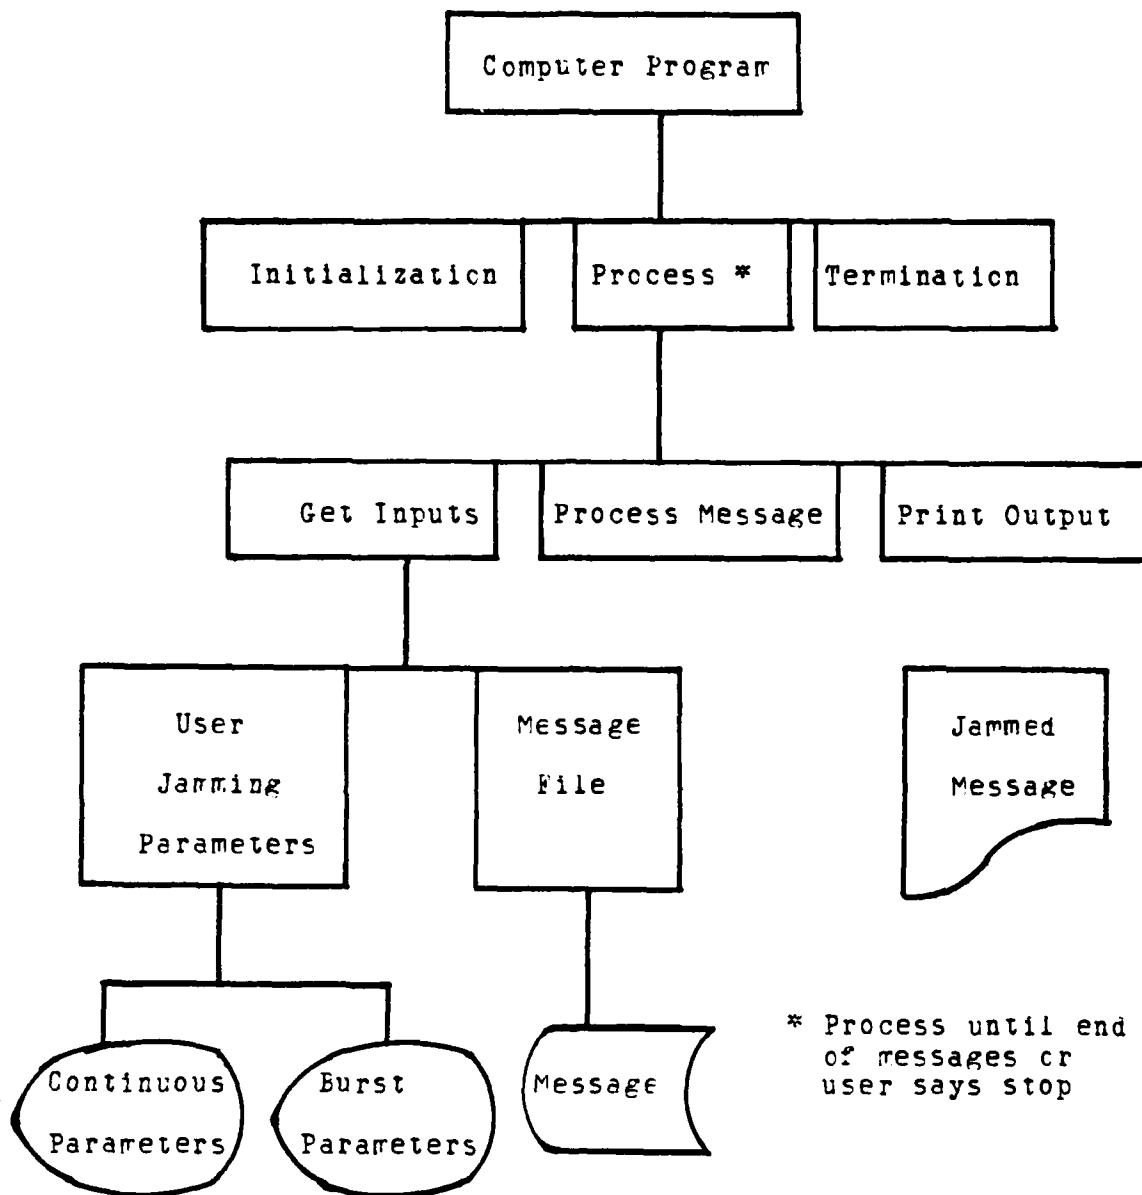 Computer Program
Initialization
Process *
Termination
Get Inputs
Process Message
Print Output
User
Jamming
Parameters
Message
File
Jammed
Message
Continuous
Parameters
Burst
Parameters
Message
* Process until end
of messages or
user says stop